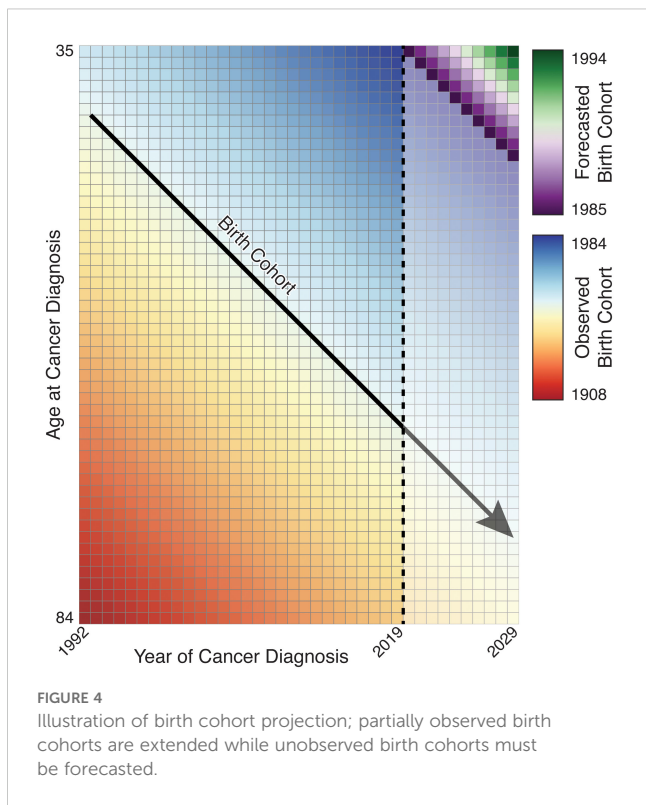 35
84
Age at Cancer Diagnosis
Birth Cohort
1992
2019
2029
Year of Cancer Diagnosis
1994
1985
Forecasted
Birth Cohort
1984
1908
Observed
Birth Cohort
FIGURE 4
Illustration of birth cohort projection; partially observed birth
cohorts are extended while unobserved birth cohorts must
be forecasted.